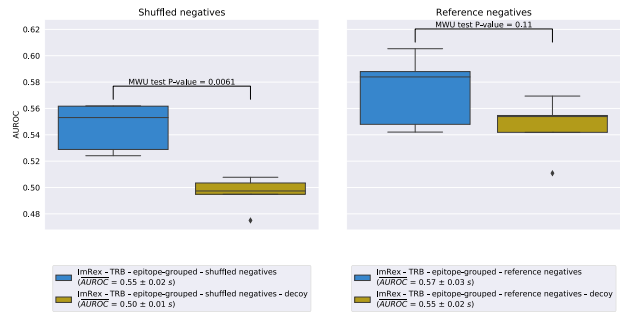 Shuffled negatives
Reference negatives
MWU test P-value = 0.0061
MWU test P-value = 0.11
AUROC
0.62
0.60
0.58
0.56
0.54
0.52
0.50
0.48
ImRex - TRB - epitope-grouped - shuffled negatives
(AUROC = 0.55 ± 0.02 s)
ImRex - TRB - epitope-grouped - shuffled negatives - decoy
(AUROC = 0.50 ± 0.01 s)
ImRex - TRB - epitope-grouped - reference negatives
(AUROC = 0.57 ± 0.03 s)
ImRex - TRB - epitope-grouped - reference negatives - decoy
(AUROC = 0.55 ± 0.02 s)